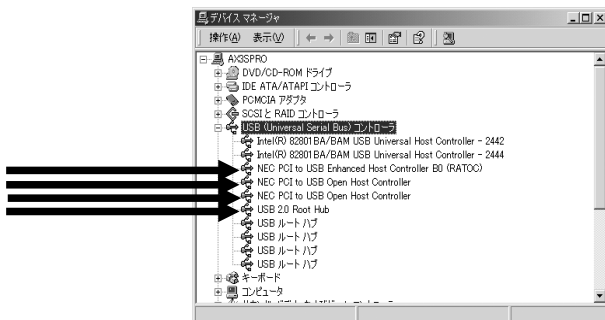 デバイス マネージャ
操作(A) 表示(V)
AX3SPRO
DVD/CD-ROM ドライブ
IDE ATA/ATAPI コントローラ
PCMCIA アダプタ
SCSI と RAID コントローラ
USB (Universal Serial Bus) コントローラ
Intel(R) 82801BA/BAM USB Universal Host Controller - 2442
Intel(R) 82801BA/BAM USB Universal Host Controller - 2444
NEC PCI to USB Enhanced Host Controller B0 (RATOC)
NEC PCI to USB Open Host Controller
NEC PCI to USB Open Host Controller
USB 2.0 Root Hub
USB ルート ハブ
USB ルート ハブ
USB ルート ハブ
USB ルート ハブ
キーボード
コンピュータ